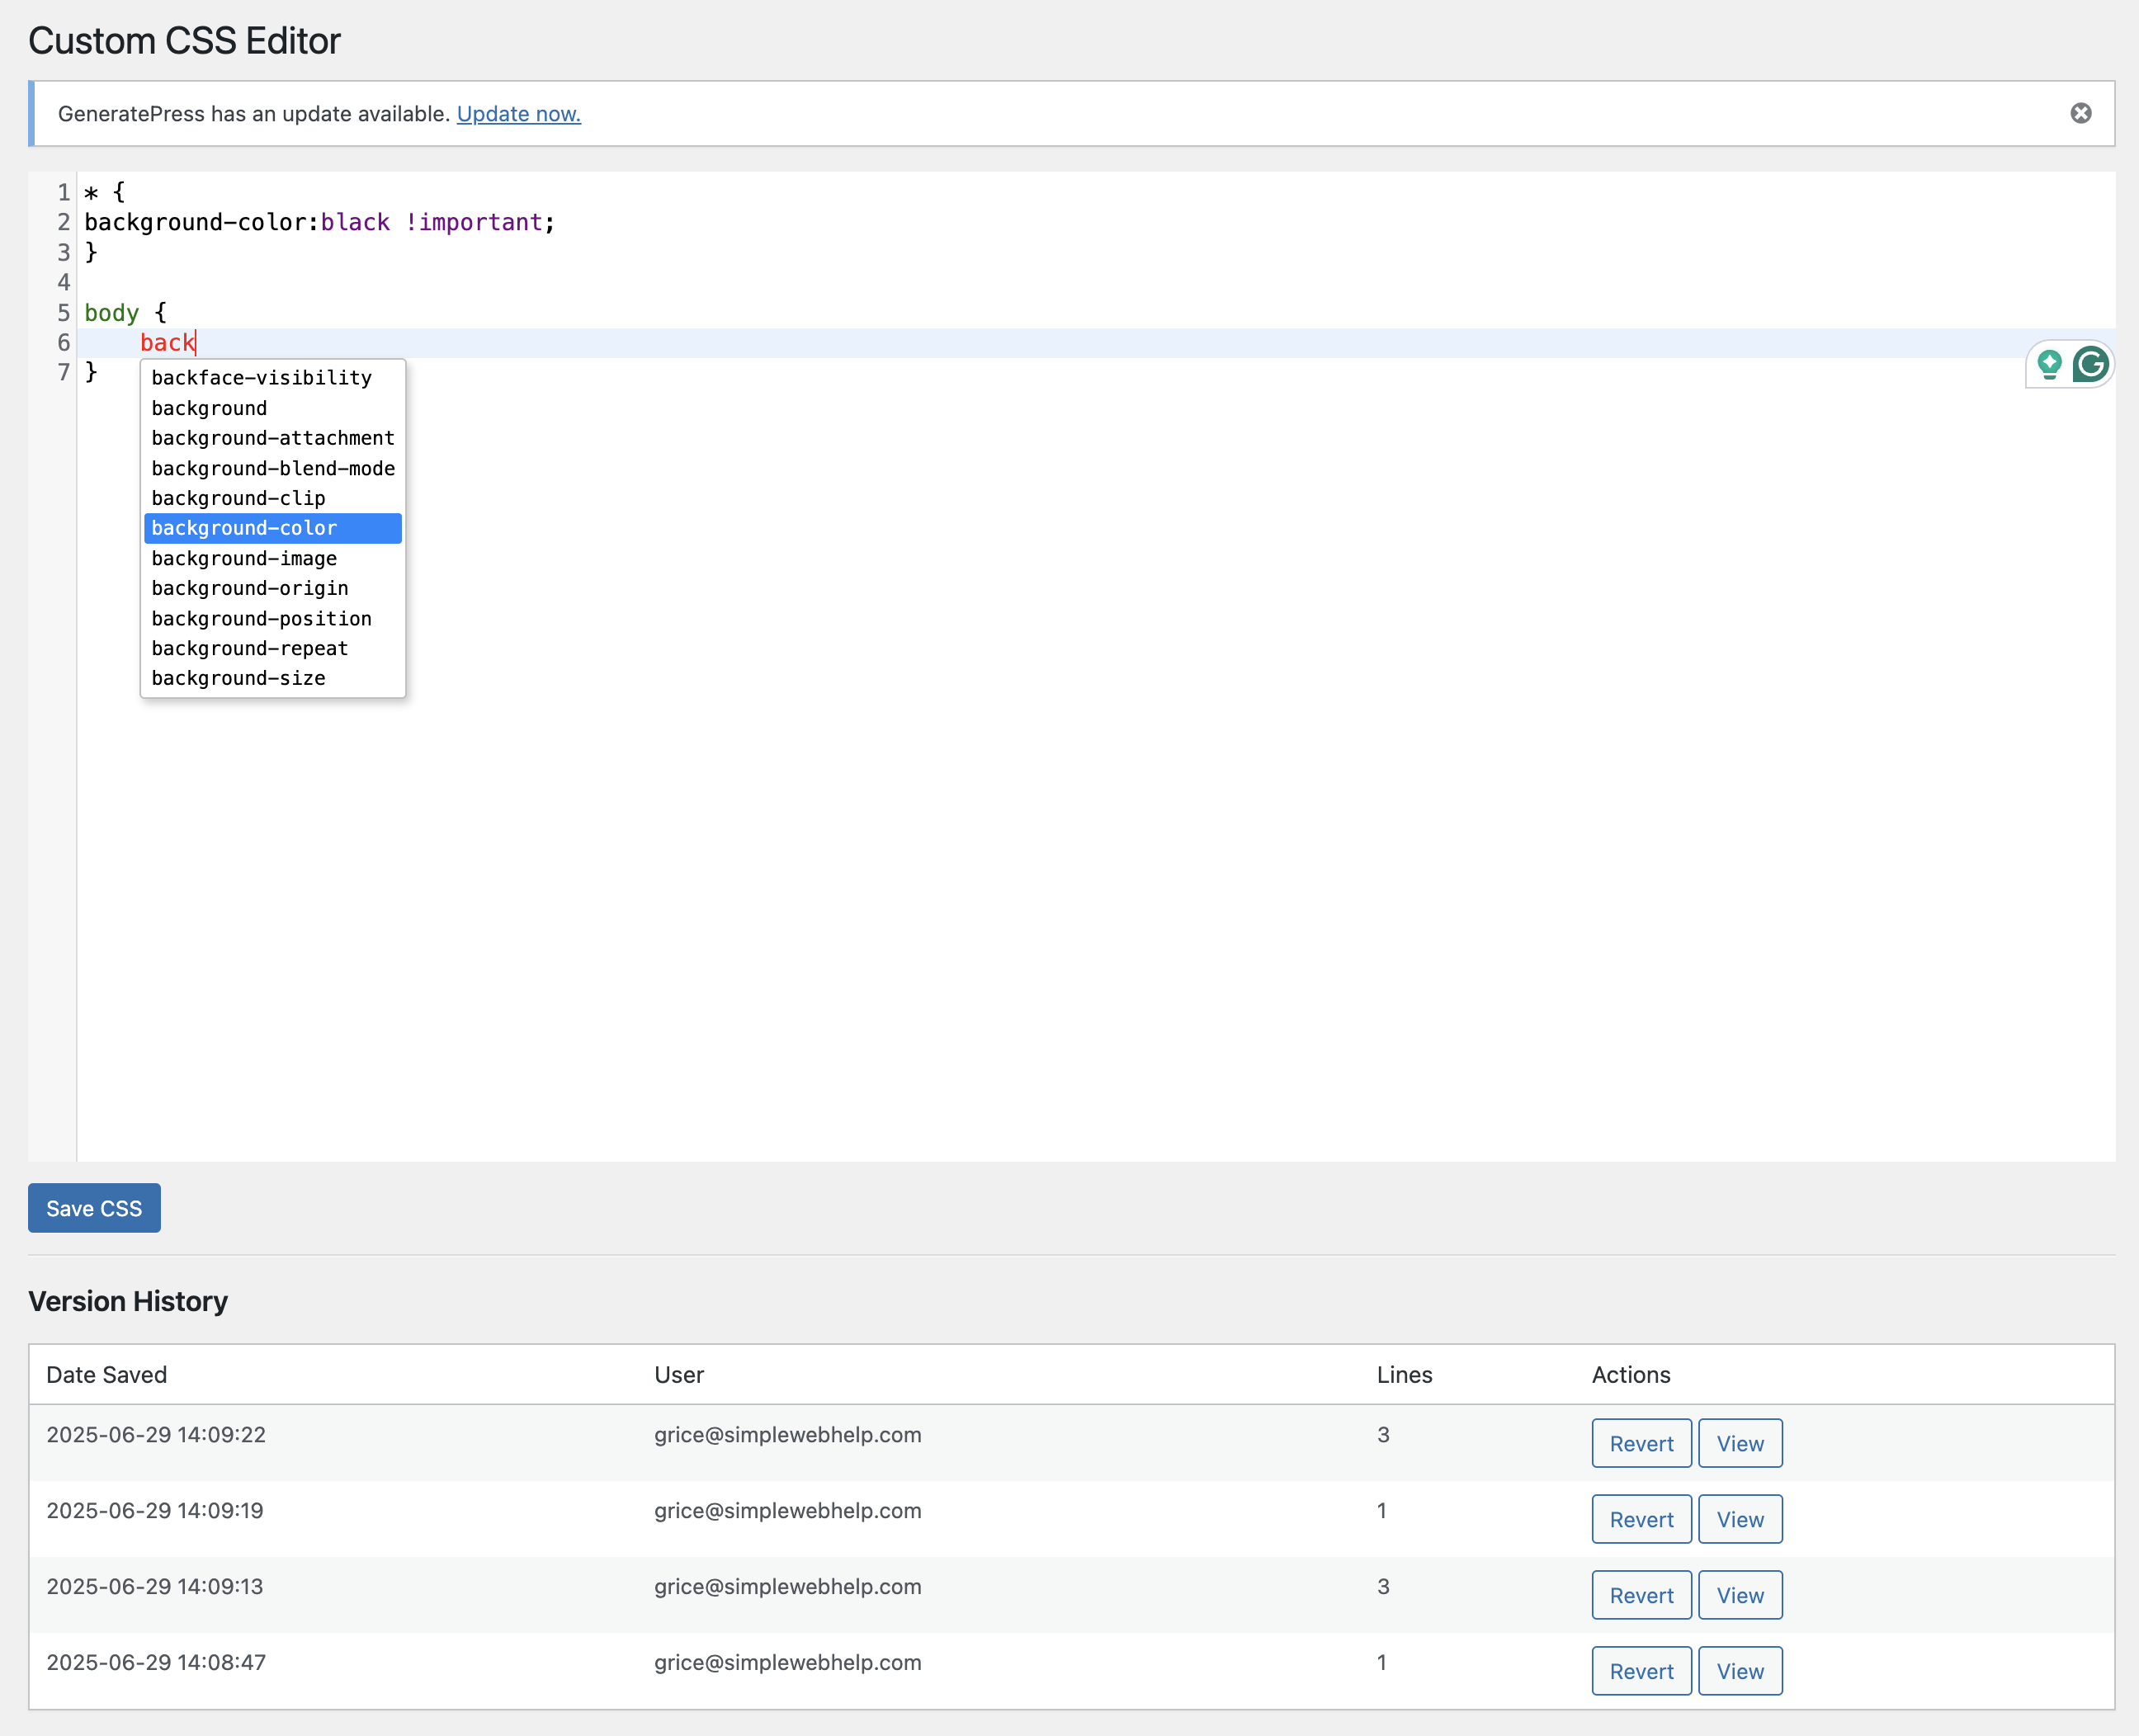 Custom CSS Editor
GeneratePress has an update available. Update now.
1 * {
2 background-color:black !important;
3 }
4
5 body {
6 back
7 }
backface-visibility
background
background-attachment
background-blend-mode
background-clip
background-color
background-image
background-origin
background-position
background-repeat
background-size
Save CSS
Version History
Date Saved User Lines Actions
2025-06-29 14:09:22 grice@simplewebhelp.com 3 Revert View
2025-06-29 14:09:19 grice@simplewebhelp.com 1 Revert View
2025-06-29 14:09:13 grice@simplewebhelp.com 3 Revert View
2025-06-29 14:08:47 grice@simplewebhelp.com 1 Revert View